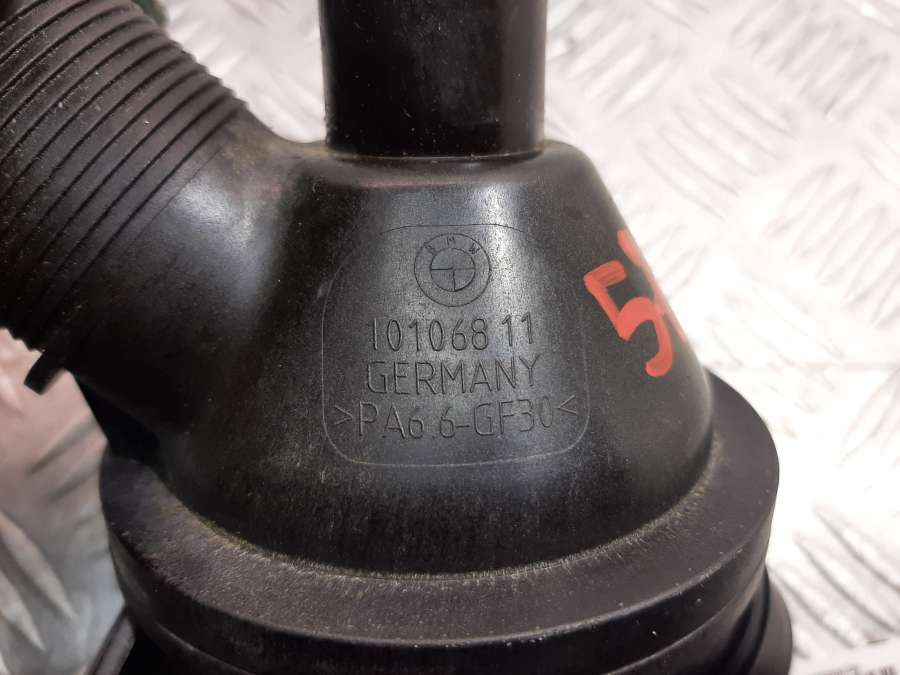 BMW
10106811
GERMANY
>PA6.6-GF30<